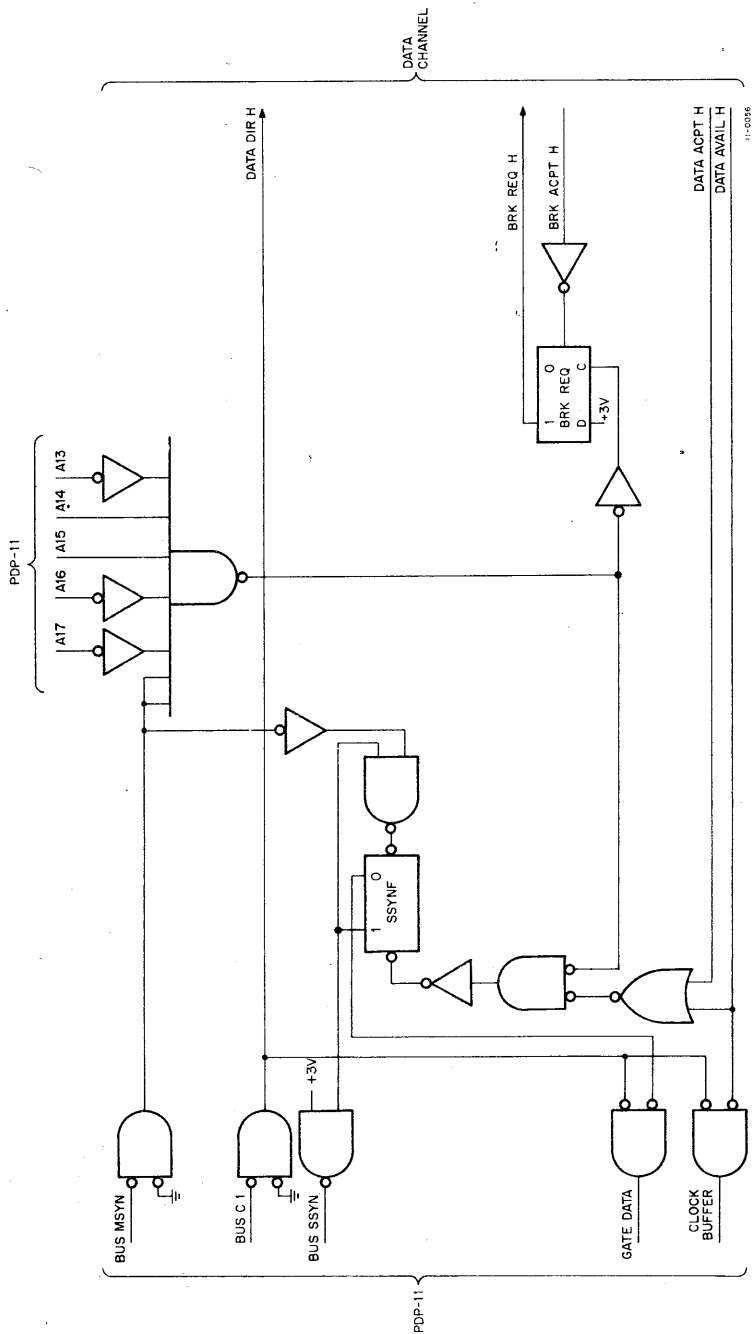 PDP-11
A17
A16
A15
A14
A13
BUS MSYN
BUS C 1
BUS SSYN
+3V
1
0
SSYNF
GATE DATA
CLOCK
BUFFER
PDP-11
DATA DIR H
BRK REQ H
BRK ACPT H
1
0
BRK REQ
D
C
+3V
DATA ACPT H
DATA AVAIL H
DATA
CHANNEL
11-0056